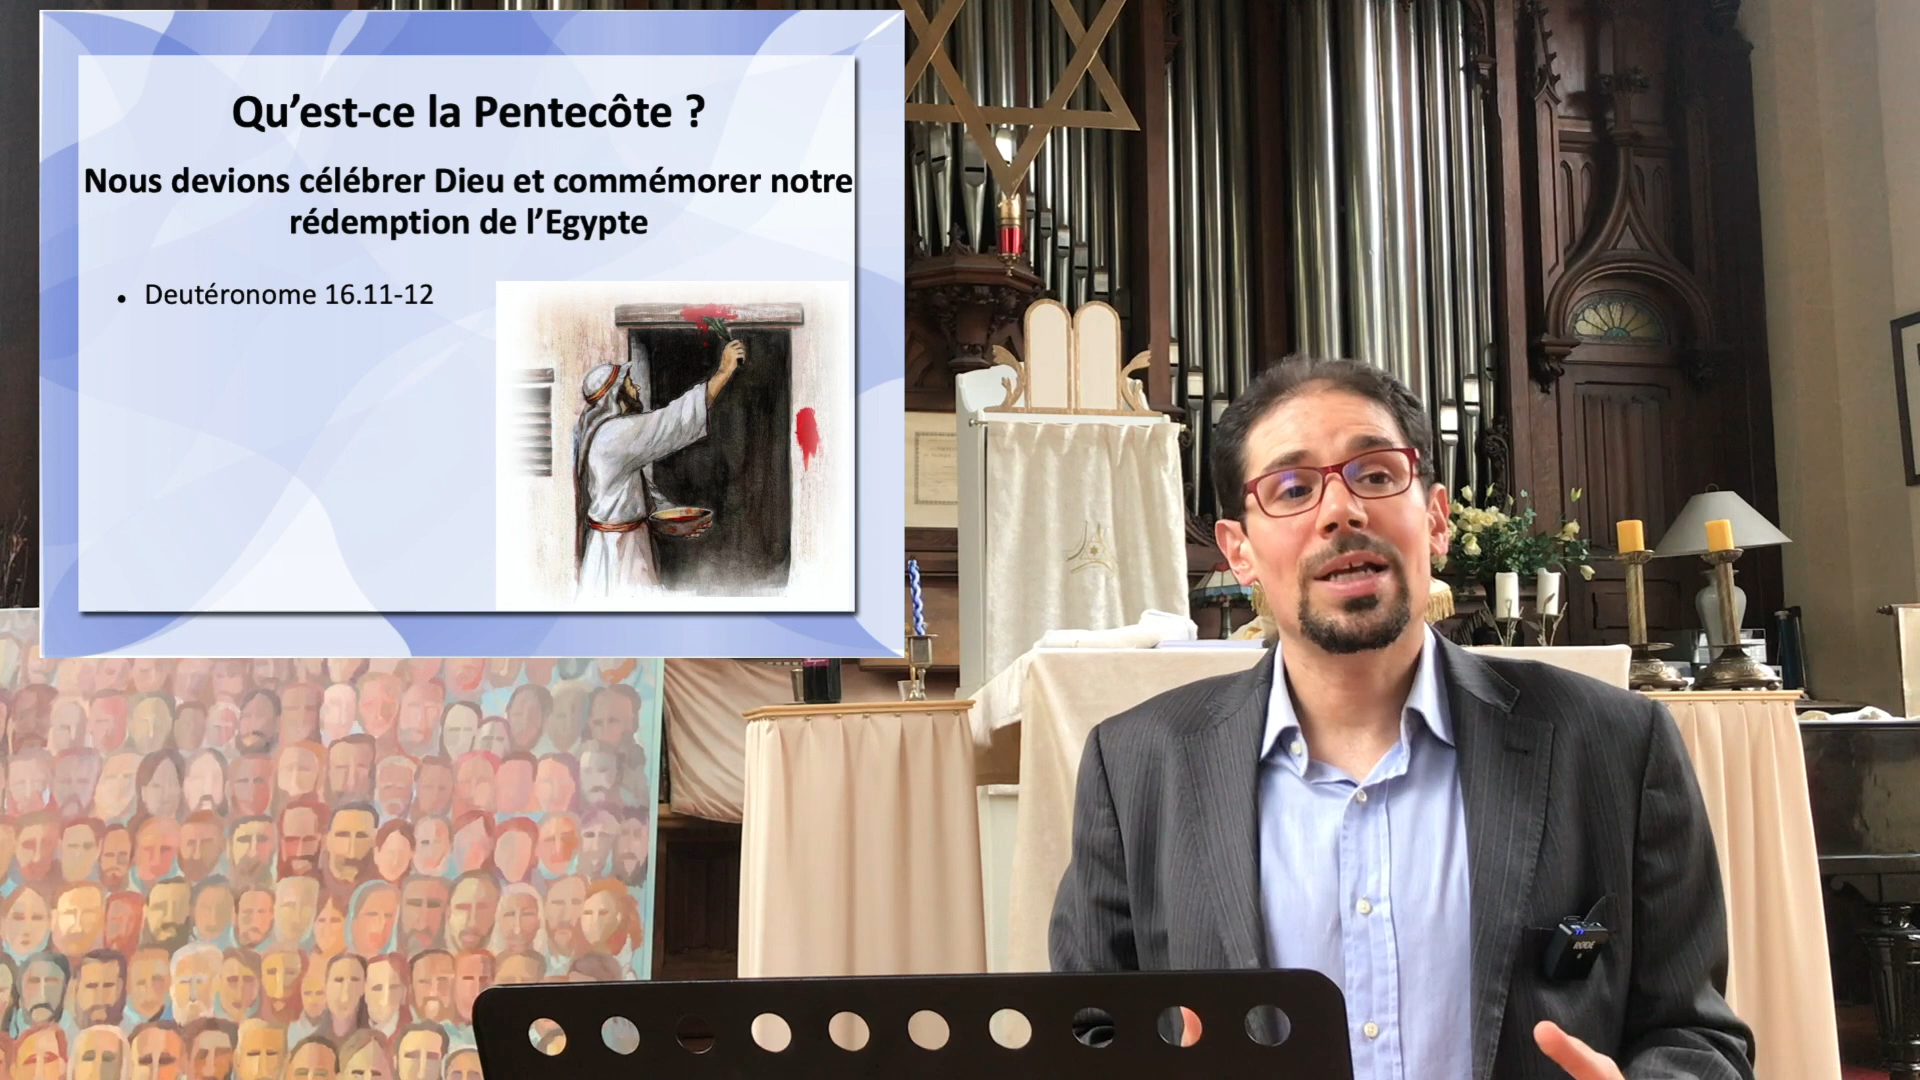 Qu’est-ce la Pentecôte ?
Nous devions célébrer Dieu et commémorer notre
rédemption de l’Egypte
• Deutéronome 16.11-12
RØDE